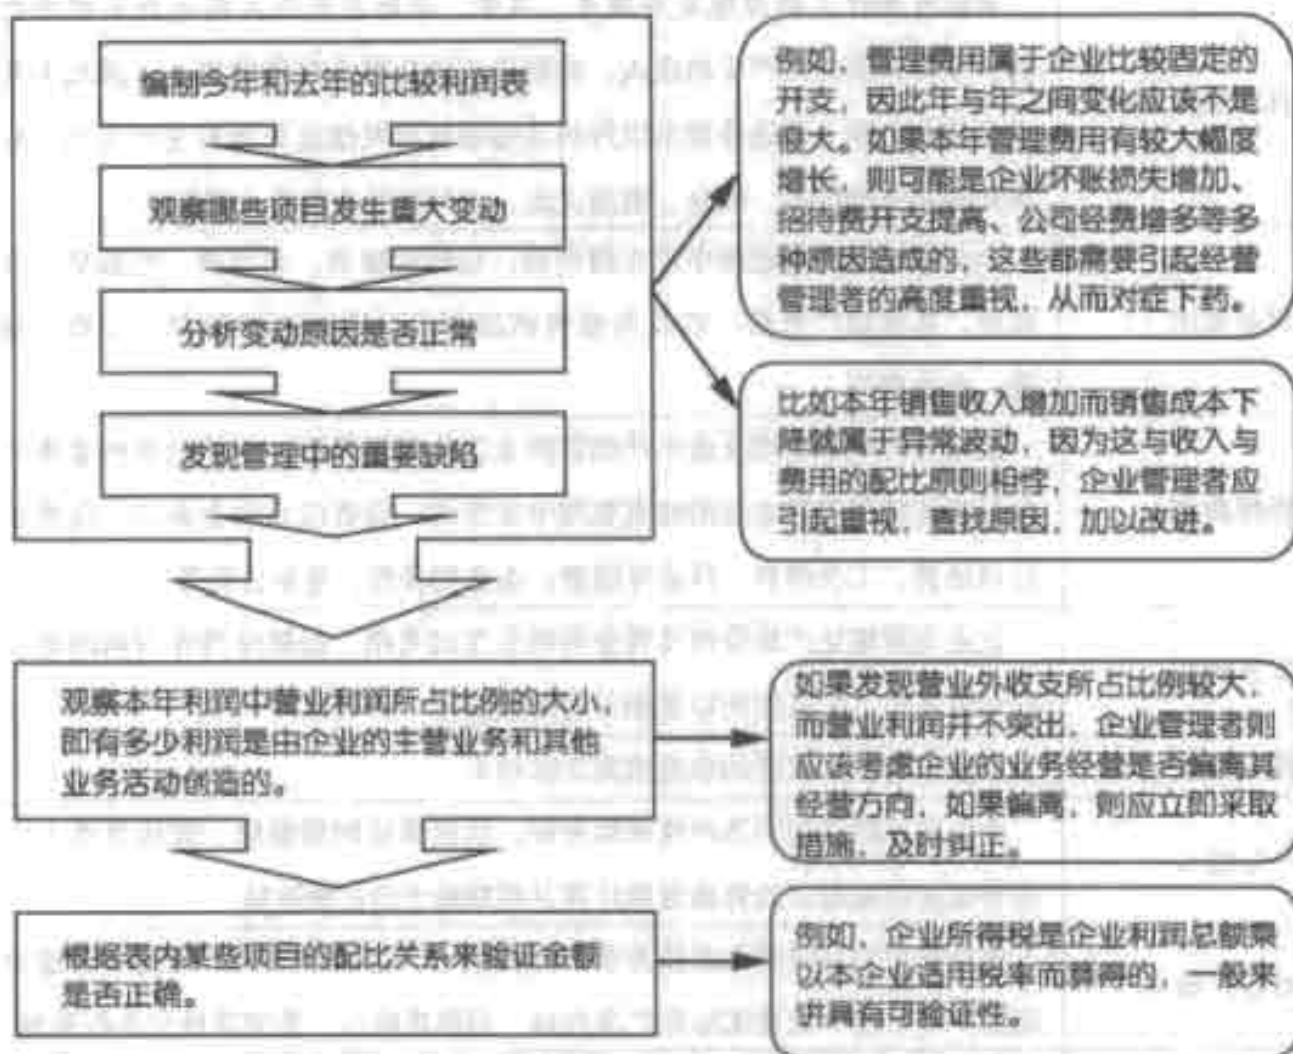 编制今年和去年的比较利润表
观察哪些项目发生重大变动
分析变动原因是否正常
发现管理中的重要缺陷
例如，管理费用属于企业比较固定的
开支，因此年与年之间变化应该不是
很大。如果本年管理费用有较大幅度
增长，则可能是企业坏账损失增加、
招待费开支提高、公司经费增多等多
种原因造成的，这些都需要引起经营
管理者的高度重视，从而对症下药。
比如本年销售收入增加而销售成本下
降就属于异常波动，因为这与收入与
费用的配比原则相悖，企业管理者应
引起重视，查找原因，加以改进。
观察本年利润中营业利润所占比例的大小，
即有多少利润是由企业的主营业务和其他
业务活动创造的。
如果发现营业外收支所占比例较大，
而营业利润并不突出，企业管理者则
应该考虑企业的业务经营是否偏离其
经营方向，如果偏离，则应立即采取
措施，及时纠正。
根据表内某些项目的配比关系来验证金额
是否正确。
例如，企业所得税是企业利润总额乘
以本企业适用税率而算得的，一般来
讲具有可验证性。